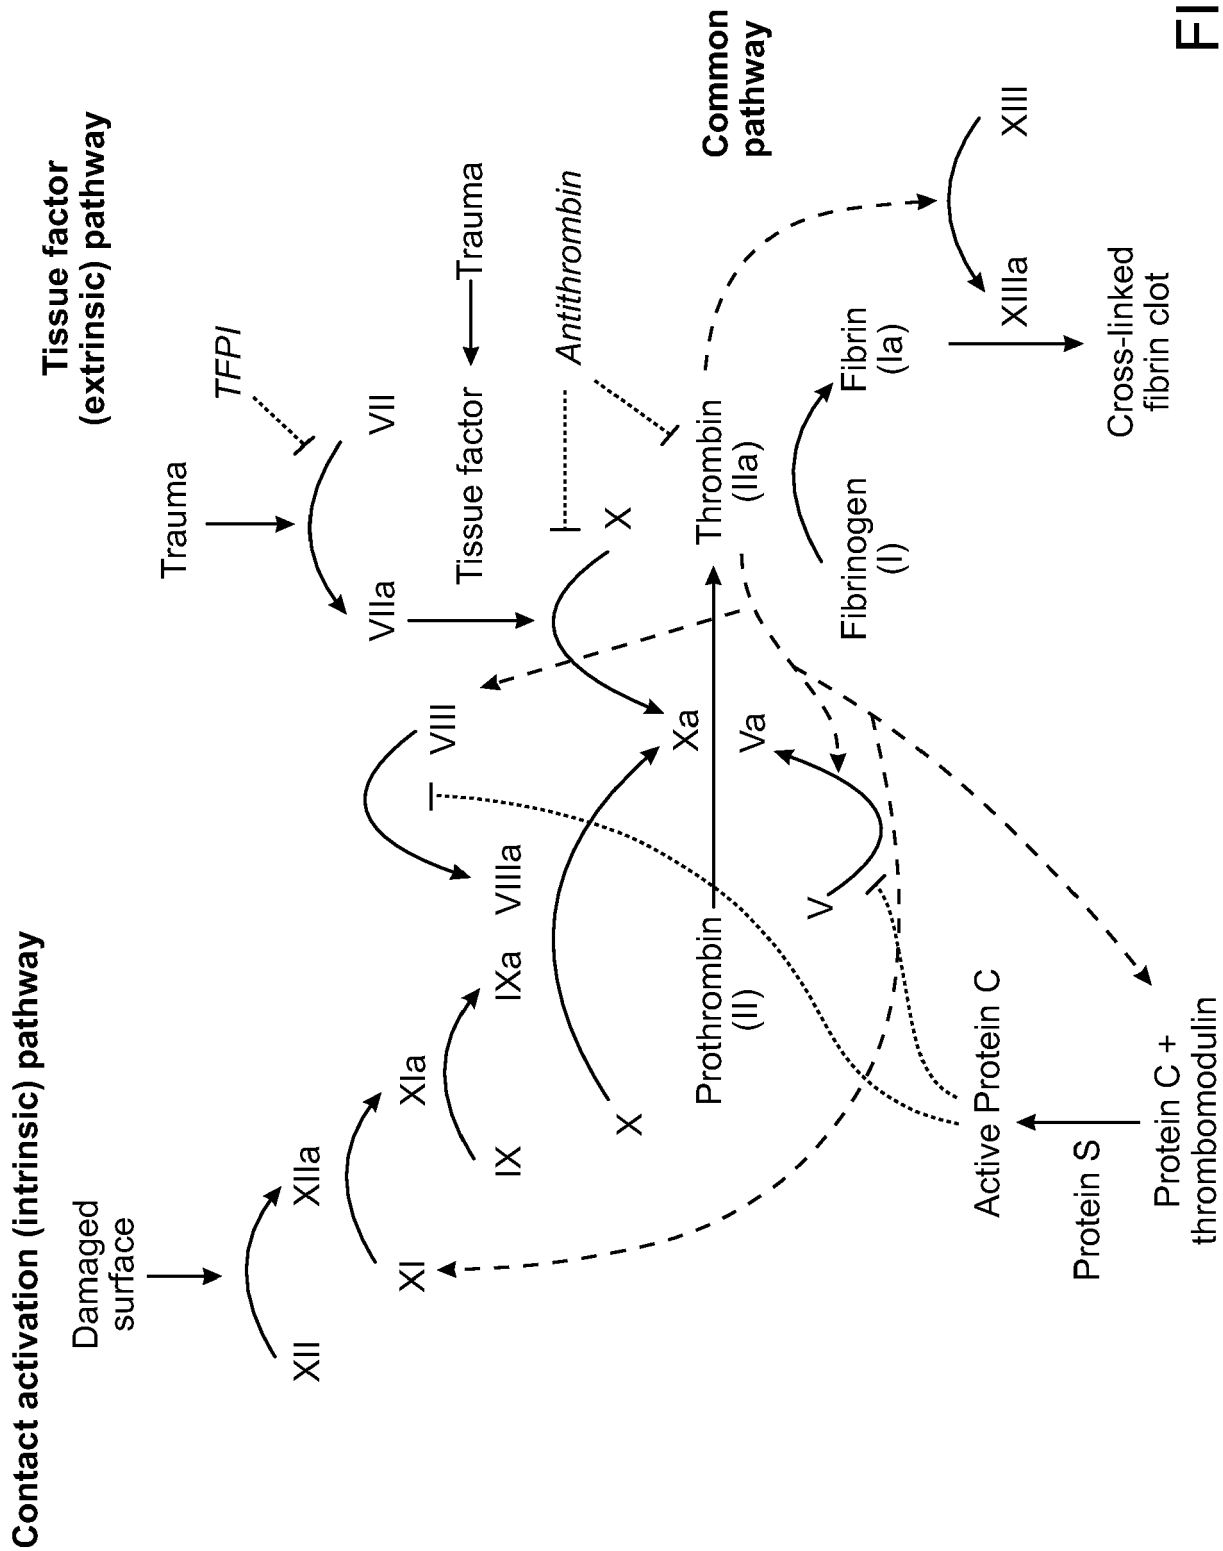 Contact activation (intrinsic) pathway
Tissue factor
(extrinsic) pathway
Damaged
surface
Trauma
TFPI
XII
XIIa
VIIa
VII
XI
XIa
VIII
Tissue factor
Trauma
IX
IXa
VIIIa
X
X
Antithrombin
Xa
Prothrombin
(II)
Thrombin
(IIa)
Common
pathway
Va
V
Fibrinogen
(I)
Fibrin
(Ia)
Active Protein C
XIIIa
XIII
Protein S
Cross-linked
fibrin clot
Protein C +
thrombomodulin
FI